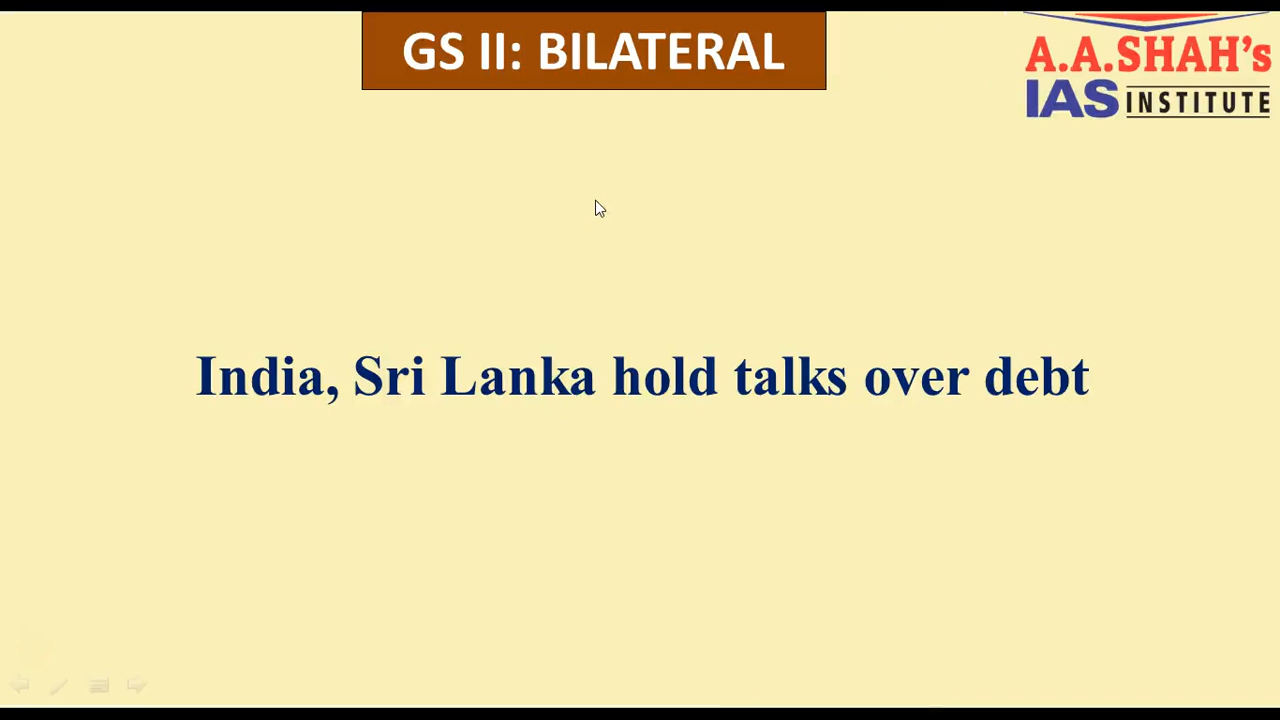 GS II: BILATERAL
A.A.SHAH's
IAS INSTITUTE
India, Sri Lanka hold talks over debt